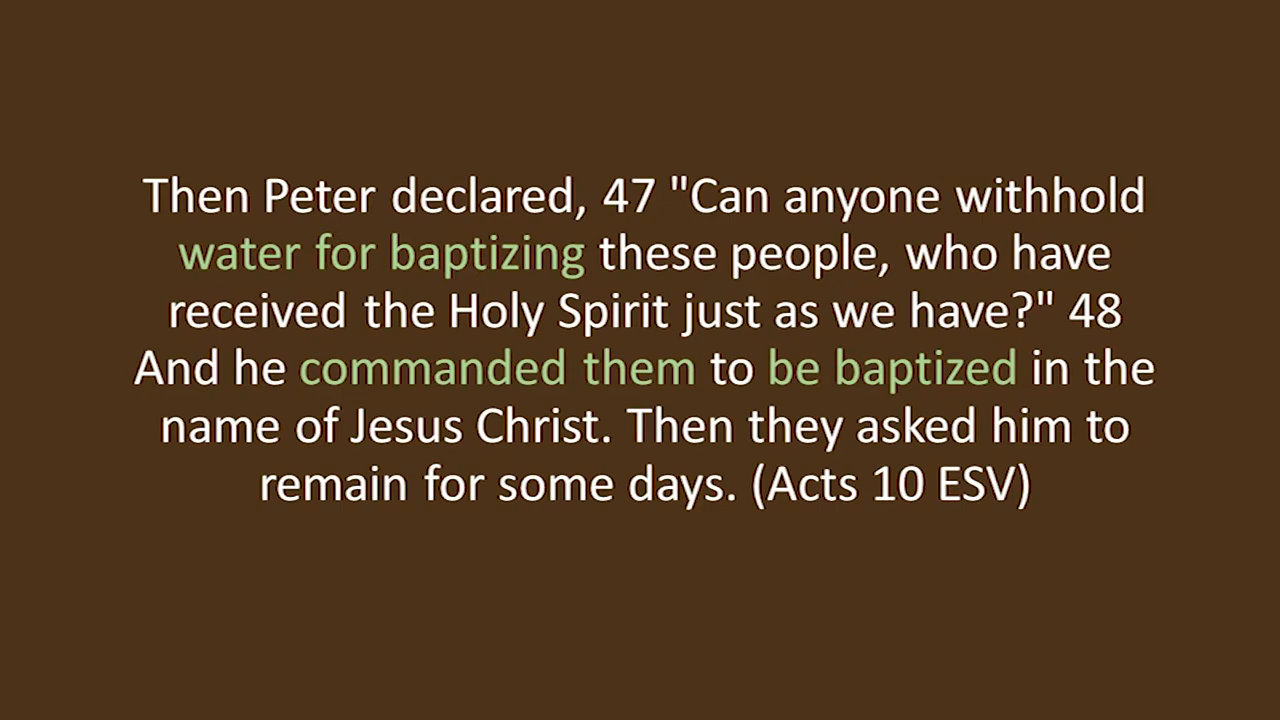 Then Peter declared, 47 "Can anyone withhold
water for baptizing these people, who have
received the Holy Spirit just as we have?" 48
And he commanded them to be baptized in the
name of Jesus Christ. Then they asked him to
remain for some days. (Acts 10 ESV)